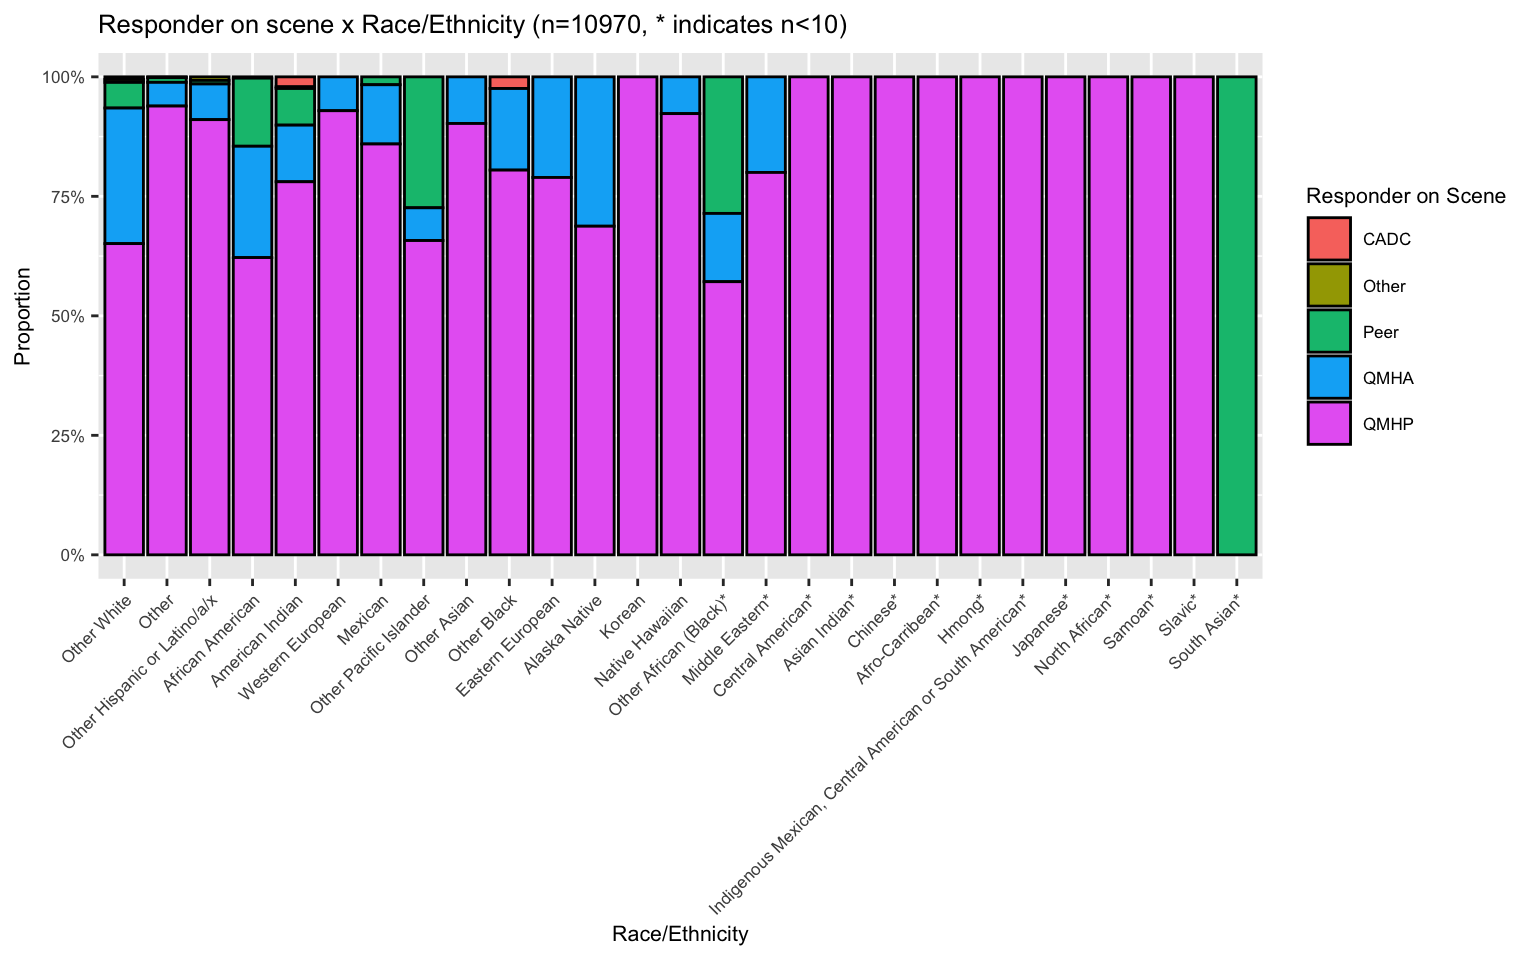 Responder on scene x Race/Ethnicity (n=10970, * indicates n<10)
Proportion
100%
75%
50%
25%
0%
Other White
Other
Other Hispanic or Latino/a/x
African American
American Indian
Western European
Mexican
Other Pacific Islander
Other Asian
Other Black
Eastern European
Alaska Native
Korean
Native Hawaiian
Other African (Black)*
Middle Eastern*
Central American*
Asian Indian*
Chinese*
Afro-Carribean*
Hmong*
Indigenous Mexican, Central American or South American*
Japanese*
North African*
Samoan*
Slavic*
South Asian*
Race/Ethnicity
Responder on Scene
CADC
Other
Peer
QMHA
QMHP